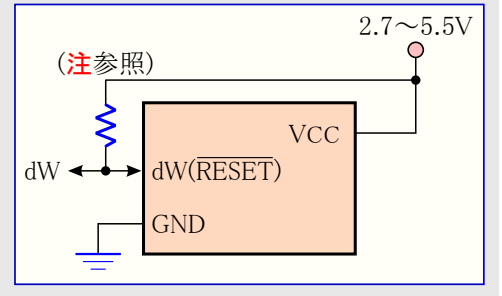 2.7～5.5V
(注参照)
VCC
dW
dW(RESET)
GND